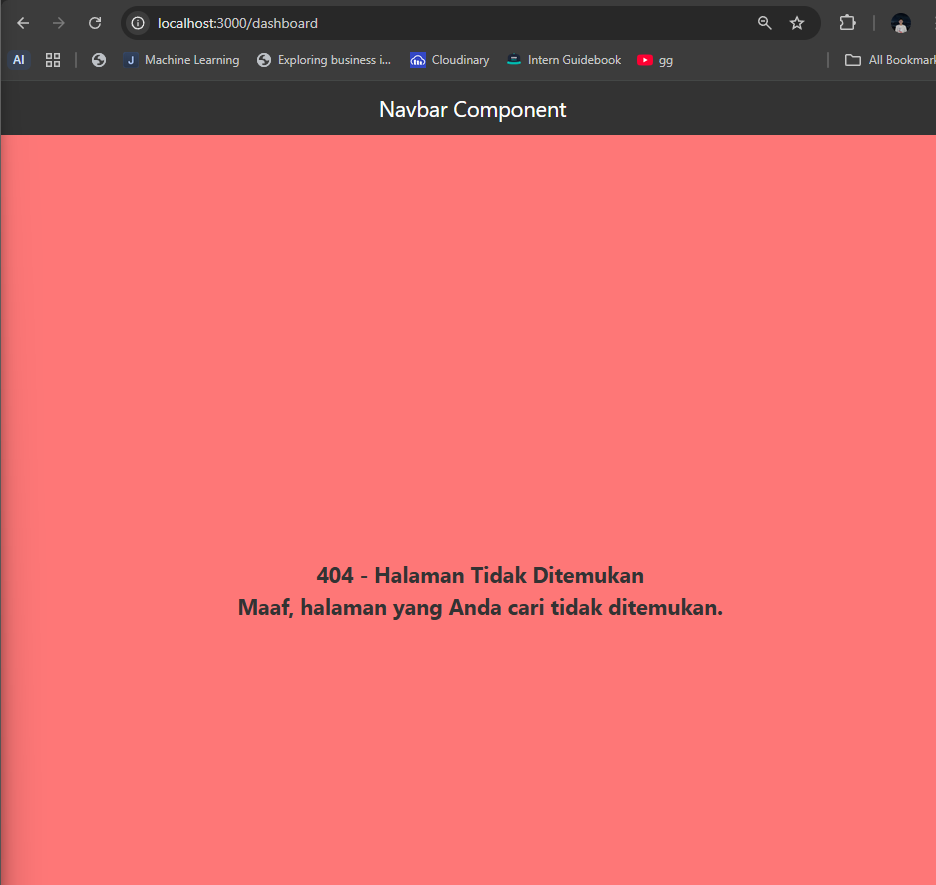 localhost:3000/dashboard
AI
J Machine Learning
Exploring business i...
Cloudinary
Intern Guidebook
gg
All Bookmark
Navbar Component
404 - Halaman Tidak Ditemukan
Maaf, halaman yang Anda cari tidak ditemukan.